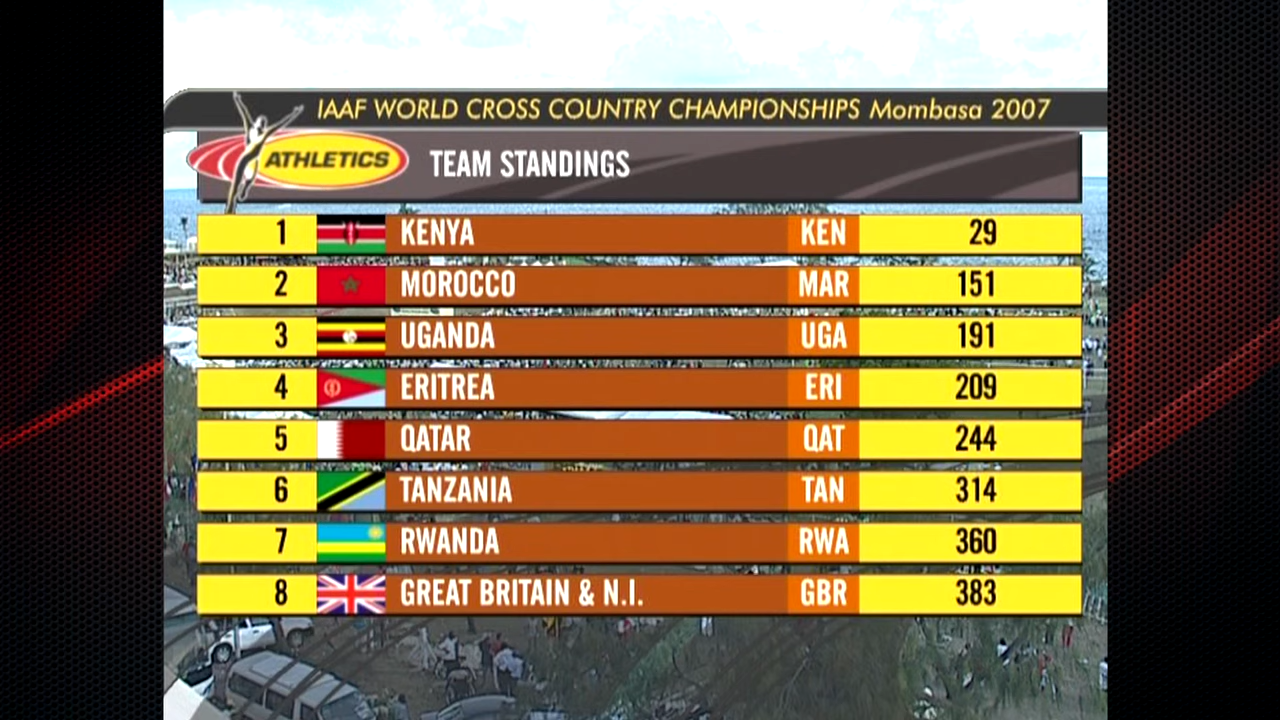 IAAF WORLD CROSS COUNTRY CHAMPIONSHIPS Mombasa 2007
ATHLETICS TEAM STANDINGS
1 KENYA KEN 29
2 MOROCCO MAR 151
3 UGANDA UGA 191
4 ERITREA ERI 209
5 QATAR QAT 244
6 TANZANIA TAN 314
7 RWANDA RWA 360
8 GREAT BRITAIN & N.I. GBR 383